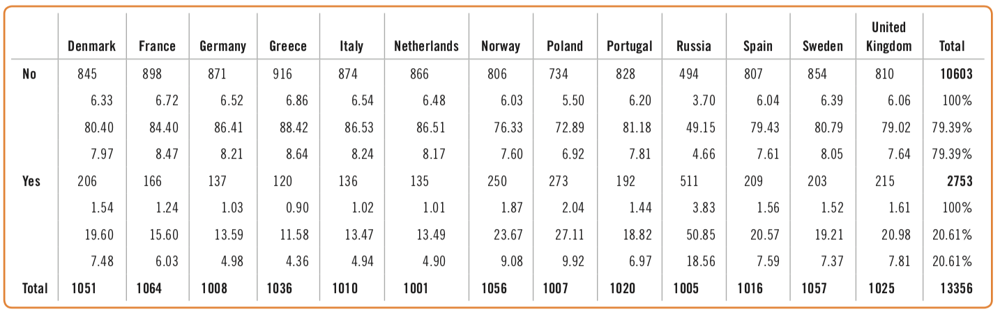 United
Denmark France Germany Greece Italy Netherlands Norway Poland Portugal Russia Spain Sweden Kingdom Total
No 845 898 871 916 874 866 806 734 828 494 807 854 810 10603
6.33 6.72 6.52 6.86 6.54 6.48 6.03 5.50 6.20 3.70 6.04 6.39 6.06 100%
80.40 84.40 86.41 88.42 86.53 86.51 76.33 72.89 81.18 49.15 79.43 80.79 79.02 79.39%
7.97 8.47 8.21 8.64 8.24 8.17 7.60 6.92 7.81 4.66 7.61 8.05 7.64 79.39%
Yes 206 166 137 120 136 135 250 273 192 511 209 203 215 2753
1.54 1.24 1.03 0.90 1.02 1.01 1.87 2.04 1.44 3.83 1.56 1.52 1.61 100%
19.60 15.60 13.59 11.58 13.47 13.49 23.67 27.11 18.82 50.85 20.57 19.21 20.98 20.61%
7.48 6.03 4.98 4.36 4.94 4.90 9.08 9.92 6.97 18.56 7.59 7.37 7.81 20.61%
Total 1051 1064 1008 1036 1010 1001 1056 1007 1020 1005 1016 1057 1025 13356